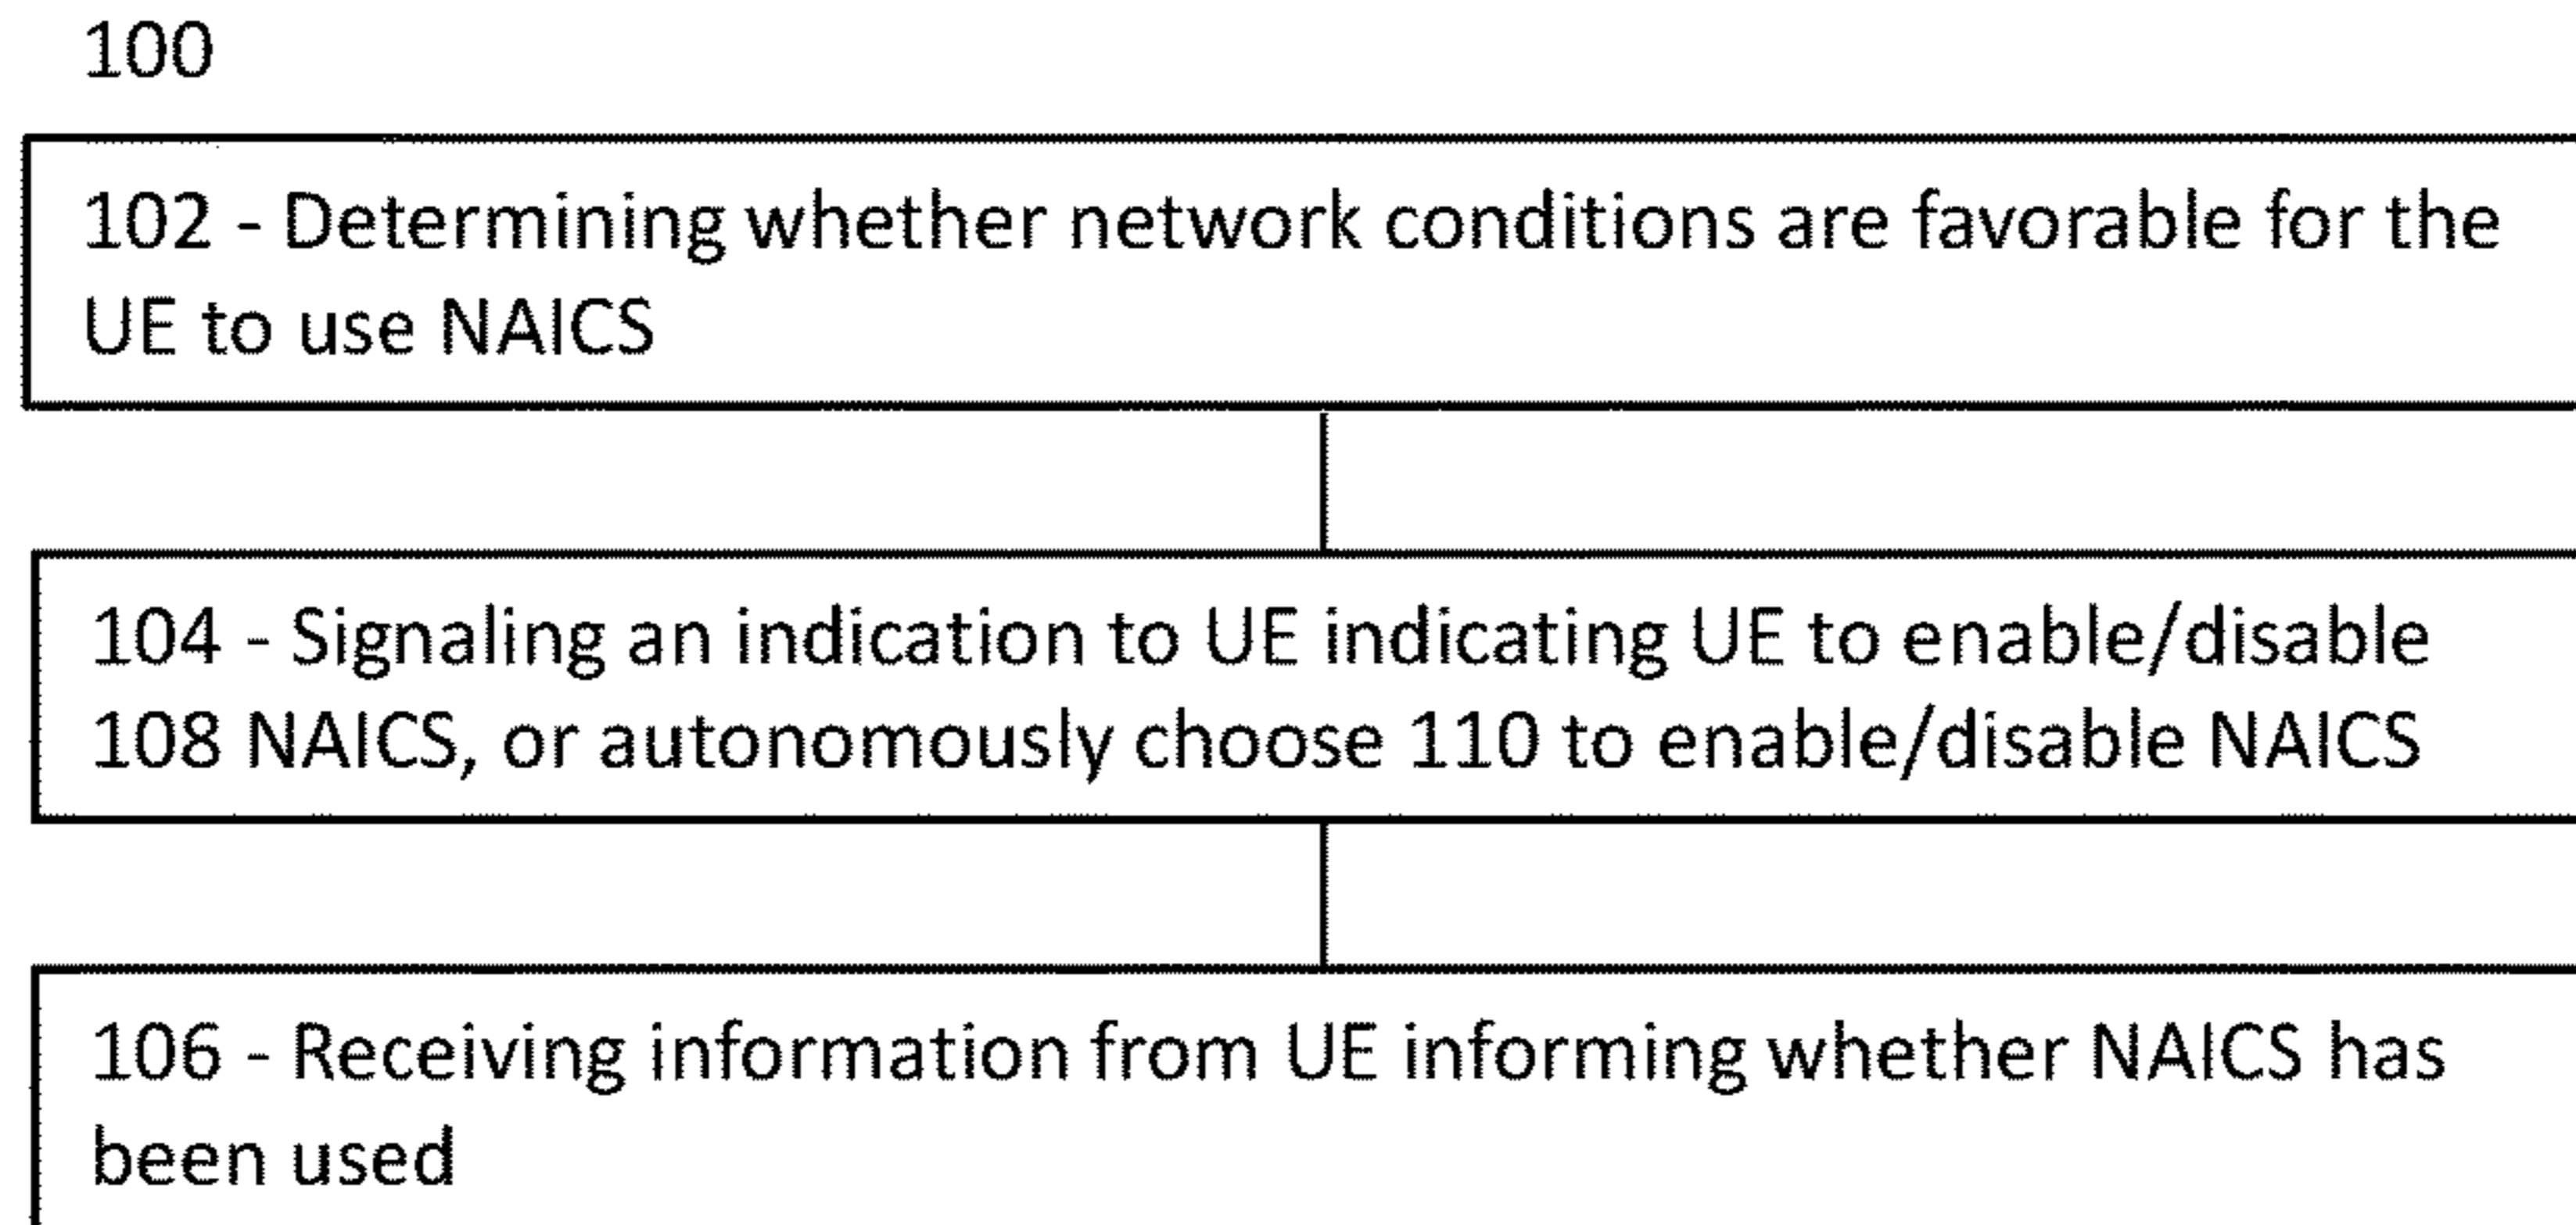 100
102 - Determining whether network conditions are favorable for the
UE to use NAICS
104 - Signaling an indication to UE indicating UE to enable/disable
108 NAICS, or autonomously choose 110 to enable/disable NAICS
106 - Receiving information from UE informing whether NAICS has
been used